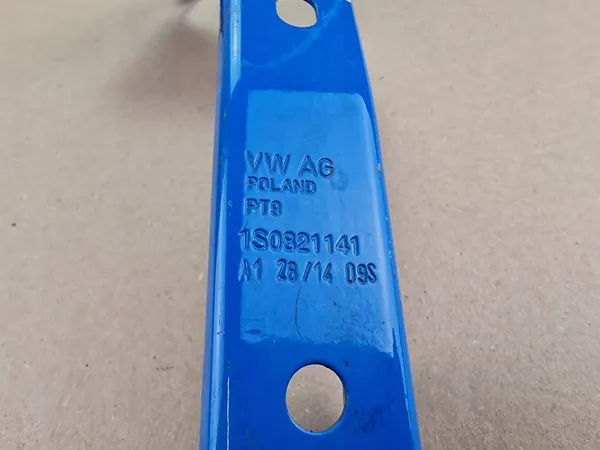 VW AG
POLAND
PT9
1S0821141
A1 28/14 09S